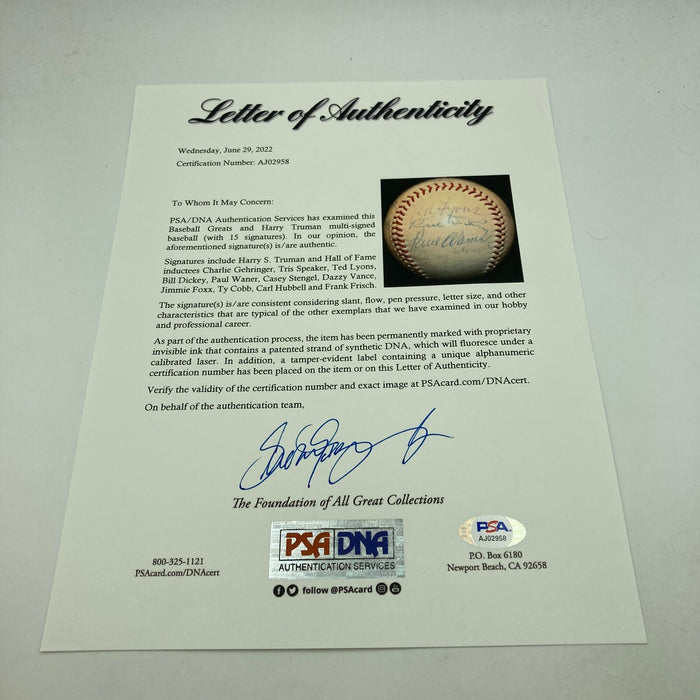 Letter of Authenticity
Wednesday, June 29, 2022
Certification Number: AJ02958
To Whom It May Concern:
PSA/DNA Authentication Services has examined this
Baseball Greats and Harry Truman multi-signed
baseball (with 15 signatures). In our opinion, the
aforementioned signature(s) is/are authentic.
Signatures include Harry S. Truman and Hall of Fame
inductees Charlie Gehringer, Tris Speaker, Ted Lyons,
Bill Dickey, Paul Waner, Casey Stengel, Dazzy Vance,
Jimmie Foxx, Ty Cobb, Carl Hubbell and Frank Frisch.
Ted Lyons
Bill Dickey
Paul Waner
Casey Stengel
The signature(s) is/are consistent considering slant, flow, pen pressure, letter size, and other
characteristics that are typical of the other exemplars that we have examined in our hobby
and professional career.
As part of the authentication process, the item has been permanently marked with proprietary
invisible ink that contains a patented strand of synthetic DNA, which will fluoresce under a
calibrated laser. In addition, a tamper-evident label containing a unique alphanumeric
certification number has been placed on the item or on this Letter of Authenticity.
Verify the validity of the certification number and exact image at PSAcard.com/DNAcert.
On behalf of the authentication team,
The Foundation of All Great Collections
PSA DNA
AUTHENTICATION SERVICES
PSA
AJ02958
800-325-1121
PSAcard.com/DNAcert
P.O. Box 6180
Newport Beach, CA 92658
follow @PSAcard